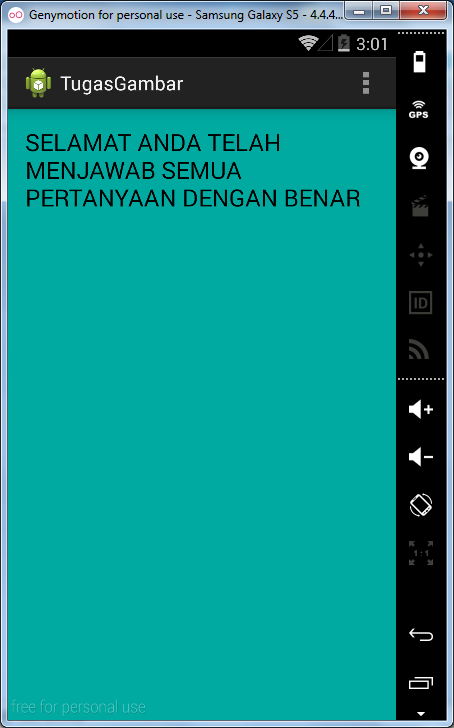 Genymotion for personal use - Samsung Galaxy S5 - 4.4.4...
3:01
TugasGambar
GPS
SELAMAT ANDA TELAH
MENJAWAB SEMUA
PERTANYAAN DENGAN BENAR
ID
1:1
free for personal use